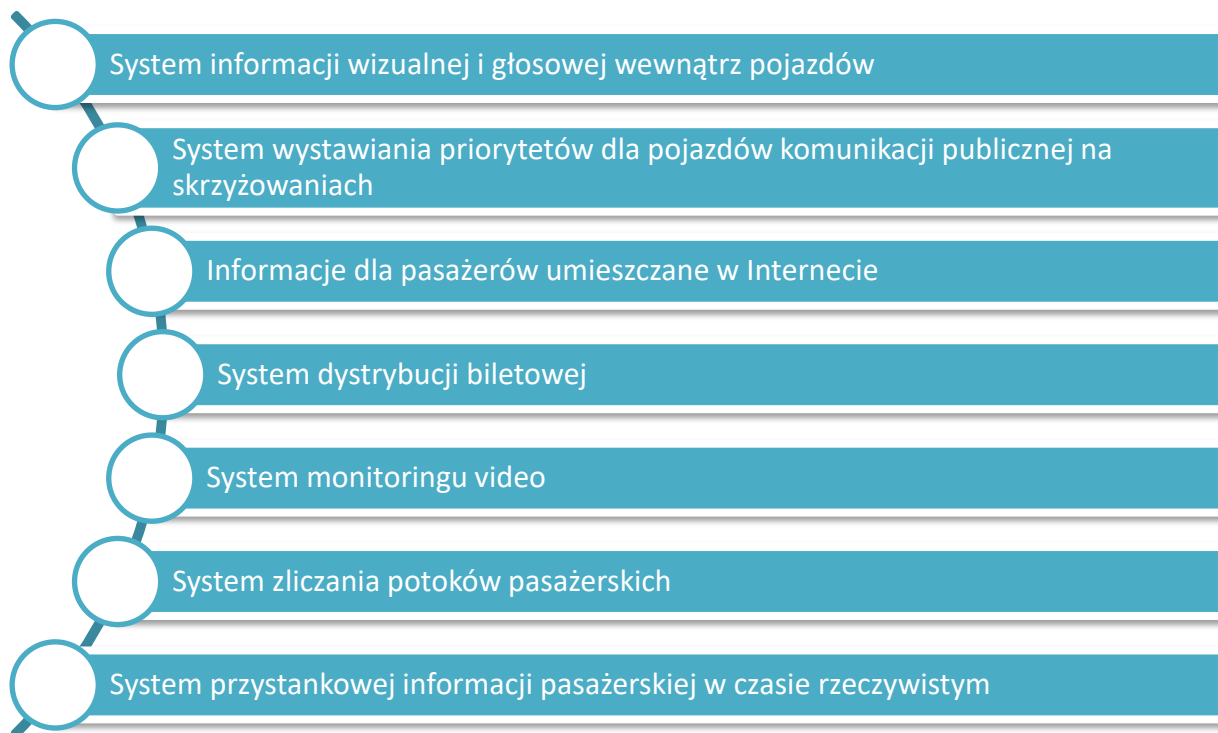 System informacji wizualnej i głosowej wewnątrz pojazdów
System wystawiania priorytetów dla pojazdów komunikacji publicznej na
skrzyżowaniach
Informacje dla pasażerów umieszczane w Internecie
System dystrybucji biletowej
System monitoringu video
System zliczania potoków pasażerskich
System przystankowej informacji pasażerskiej w czasie rzeczywistym